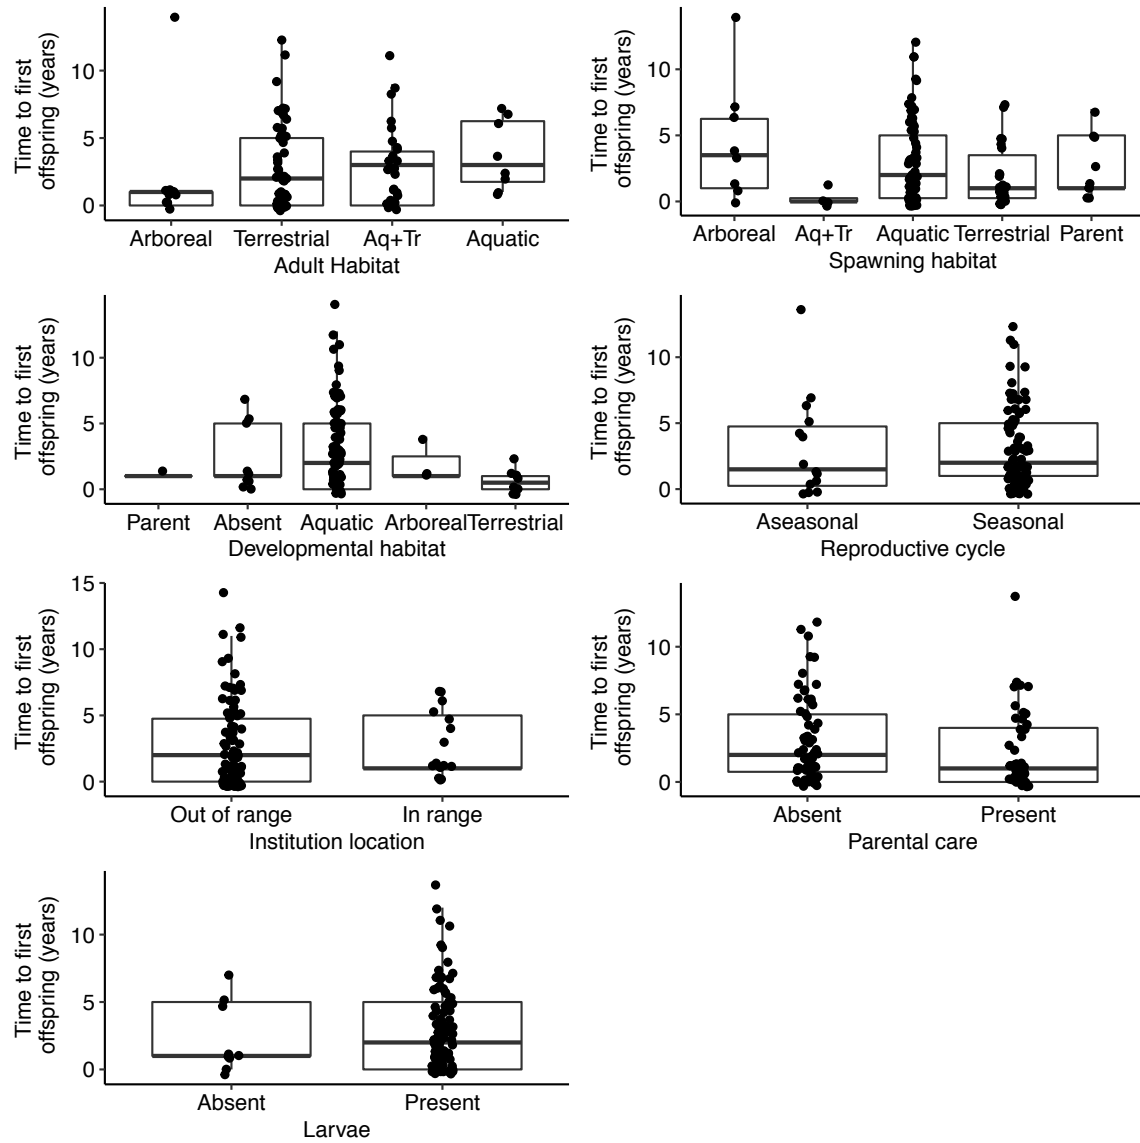 Time to first
offspring (years)
10
5
0
Arboreal Terrestrial Aq+Tr Aquatic
Adult Habitat
Time to first
offspring (years)
10
5
0
Arboreal Aq+Tr Aquatic Terrestrial Parent
Spawning habitat
Time to first
offspring (years)
10
5
0
Parent Absent Aquatic Arboreal Terrestrial
Developmental habitat
Time to first
offspring (years)
10
5
0
Aseasonal Seasonal
Reproductive cycle
Time to first
offspring (years)
15
10
5
0
Out of range In range
Institution location
Time to first
offspring (years)
10
5
0
Absent Present
Parental care
Time to first
offspring (years)
10
5
0
Absent Present
Larvae